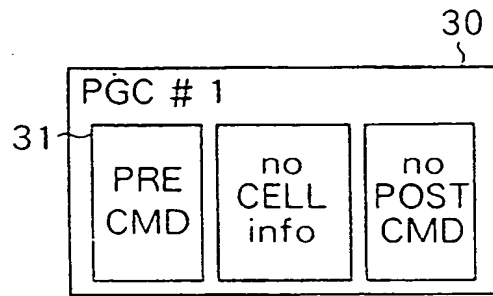 30
PGC # 1
31
PRE
CMD
no
CELL
info
no
POST
CMD